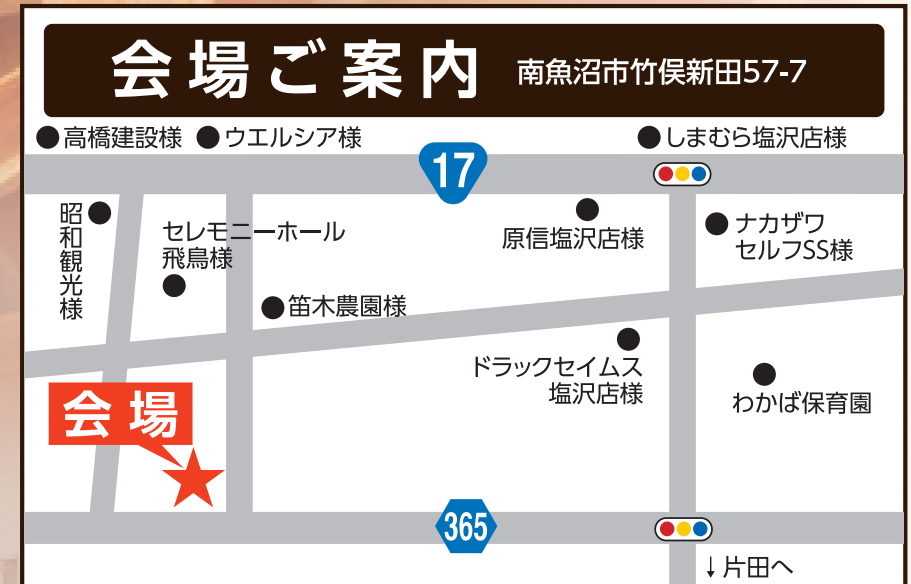 会場ご案内 南魚沼市竹俣新田57-7
●高橋建設様 ●ウエルシア様 ●しまむら塩沢店様
17
昭和観光様
セレモニーホール
飛鳥様
原信塩沢店様
ナカザワ
セルフSS様
笛木農園様
ドラックセイムス
塩沢店様
わかば保育園
会場
365
↓片田へ